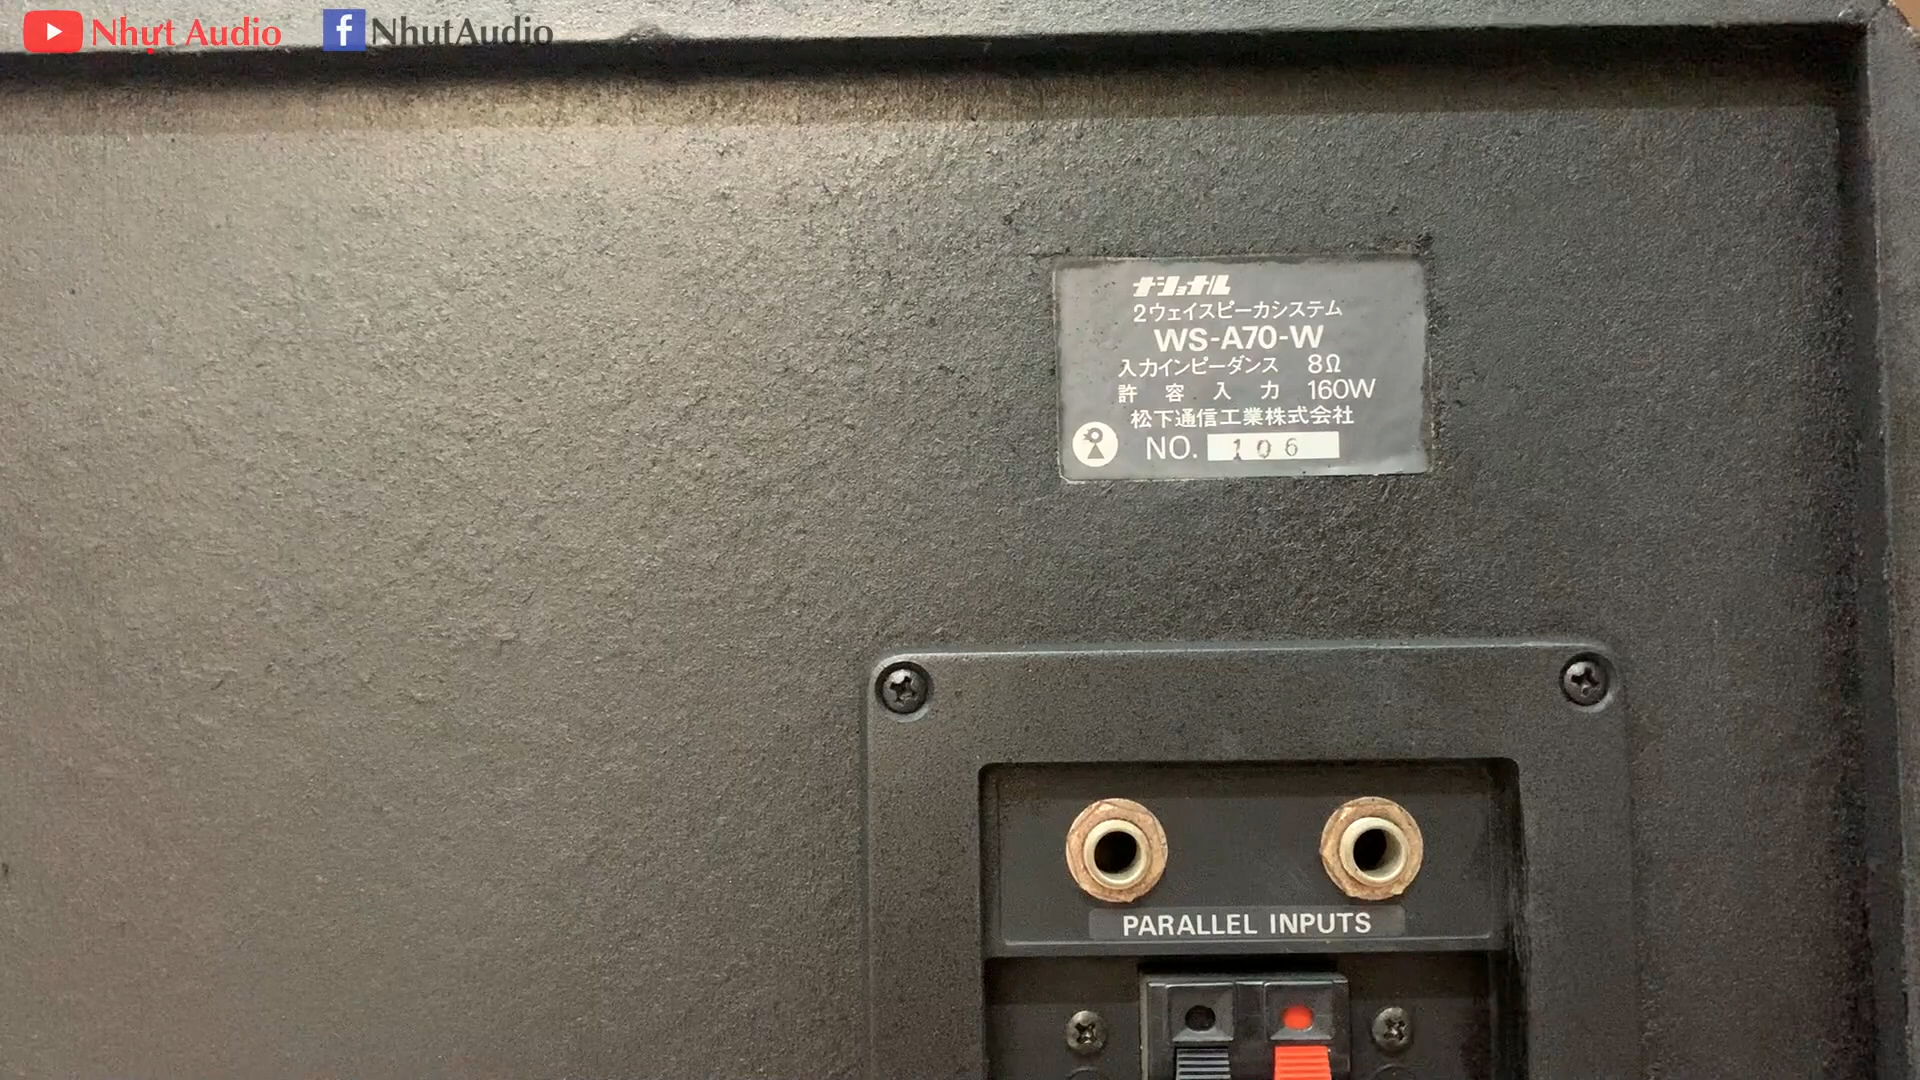 Nhựt Audio
NhutAudio
ナショナル
2ウェイスピーカシステム
WS-A70-W
入力インピーダンス 8Ω
許容入力 160W
松下通信工業株式会社
NO. 106
PARALLEL INPUTS